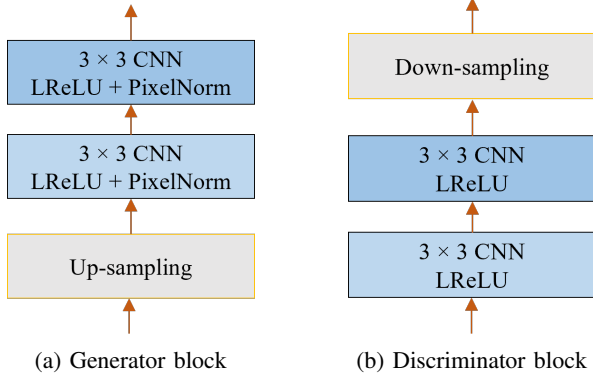 3 × 3 CNN
LReLU + PixelNorm
3 × 3 CNN
LReLU + PixelNorm
Up-sampling
(a) Generator block
Down-sampling
3 × 3 CNN
LReLU
3 × 3 CNN
LReLU
(b) Discriminator block